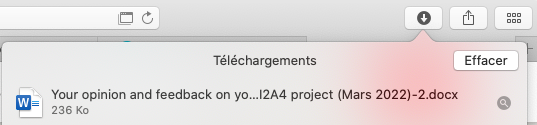 Téléchargements
Effacer
Your opinion and feedback on yo...I2A4 project (Mars 2022)-2.docx
W
236 Ko